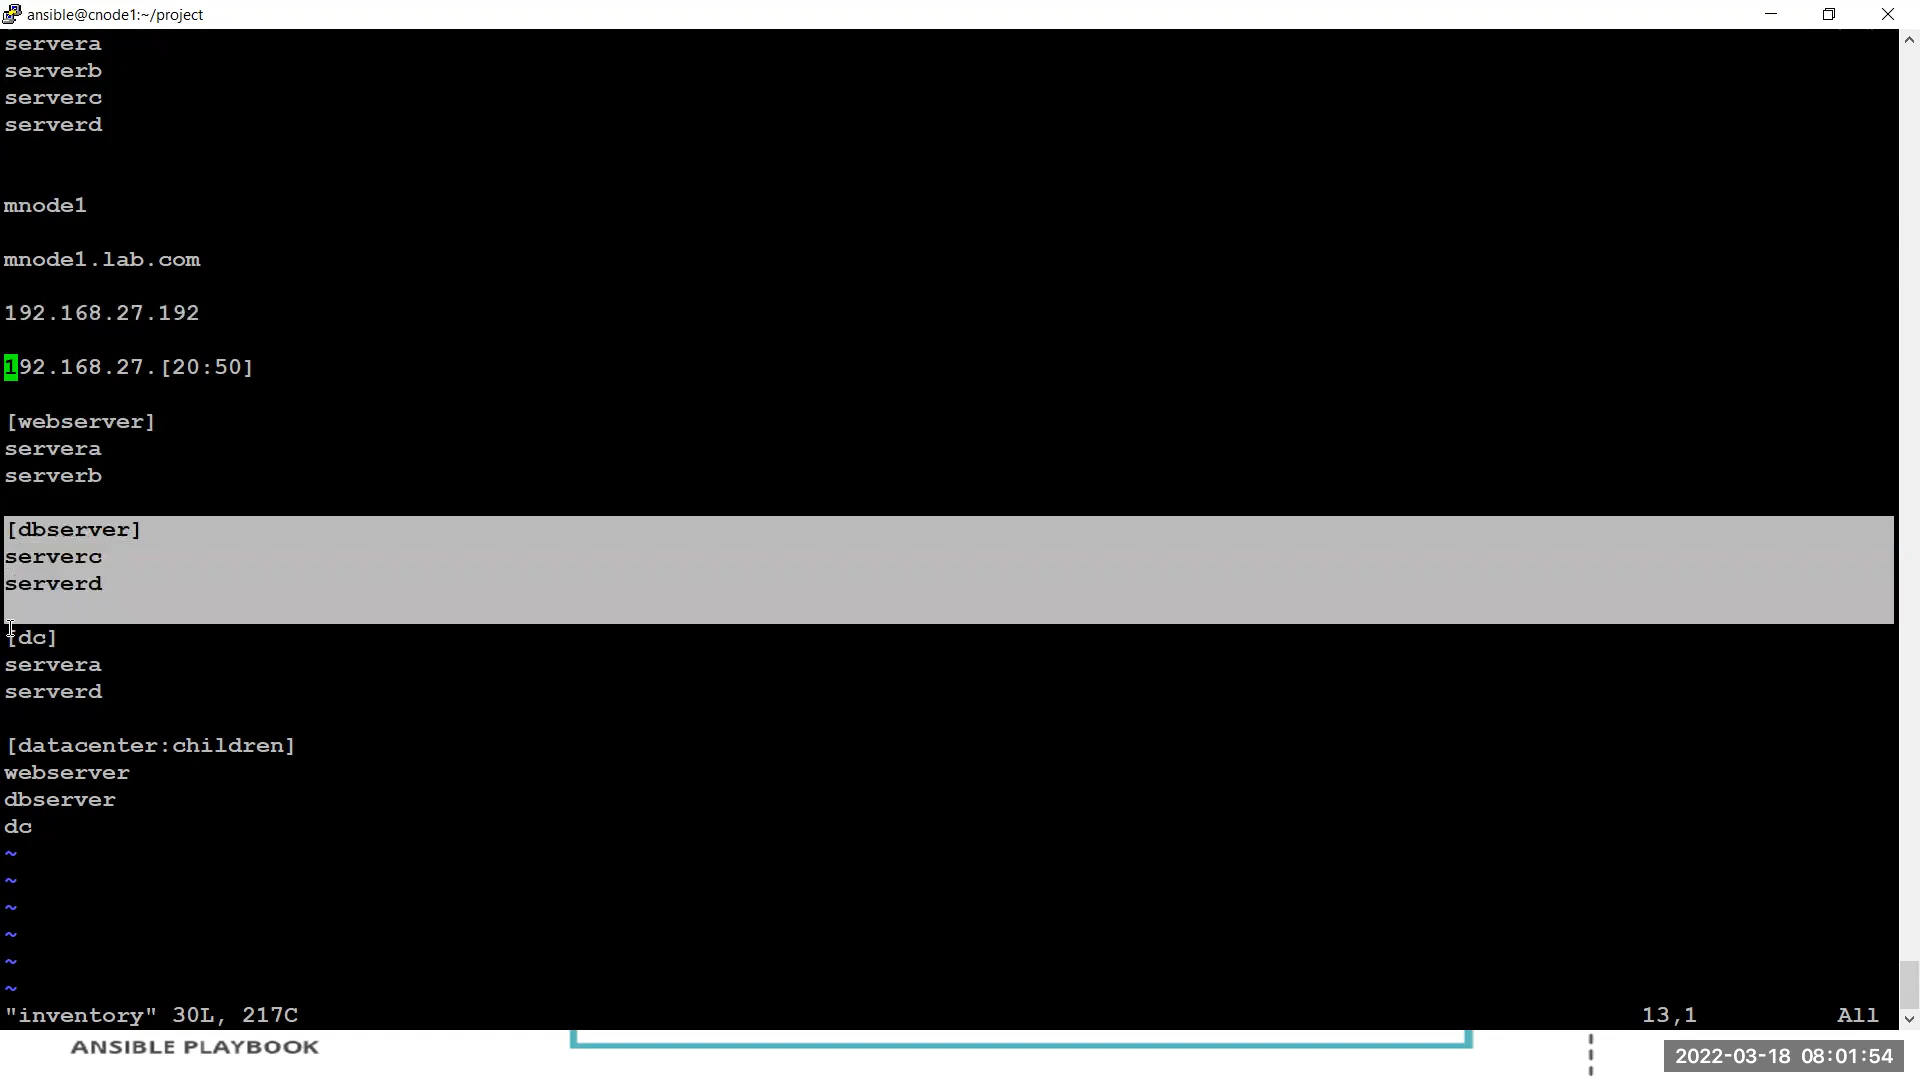 ansible@cnode1:~/project
servera
serverb
serverc
serverd
mnode1
mnode1.lab.com
192.168.27.192
192.168.27.[20:50]
[webserver]
servera
serverb
[dbserver]
serverc
serverd
[dc]
servera
serverd
[datacenter:children]
webserver
dbserver
dc
~
~
~
~
~
~
"inventory" 30L, 217C 13,1 All
ANSIBLE PLAYBOOK
2022-03-18 08:01:54